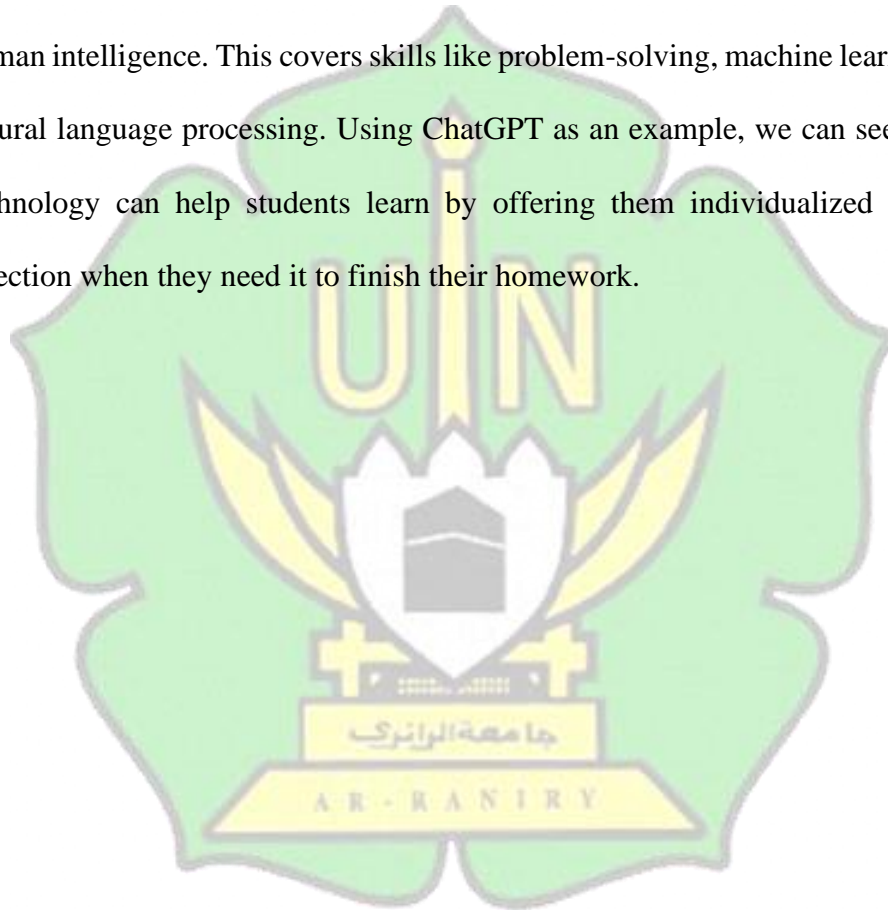 man intelligence. This covers skills like problem-solving, machine lear
ural language processing. Using ChatGPT as an example, we can see
hnology can help students learn by offering them individualized
ection when they need it to finish their homework.
UIN
جامعة الرانري
AR-RANIRY